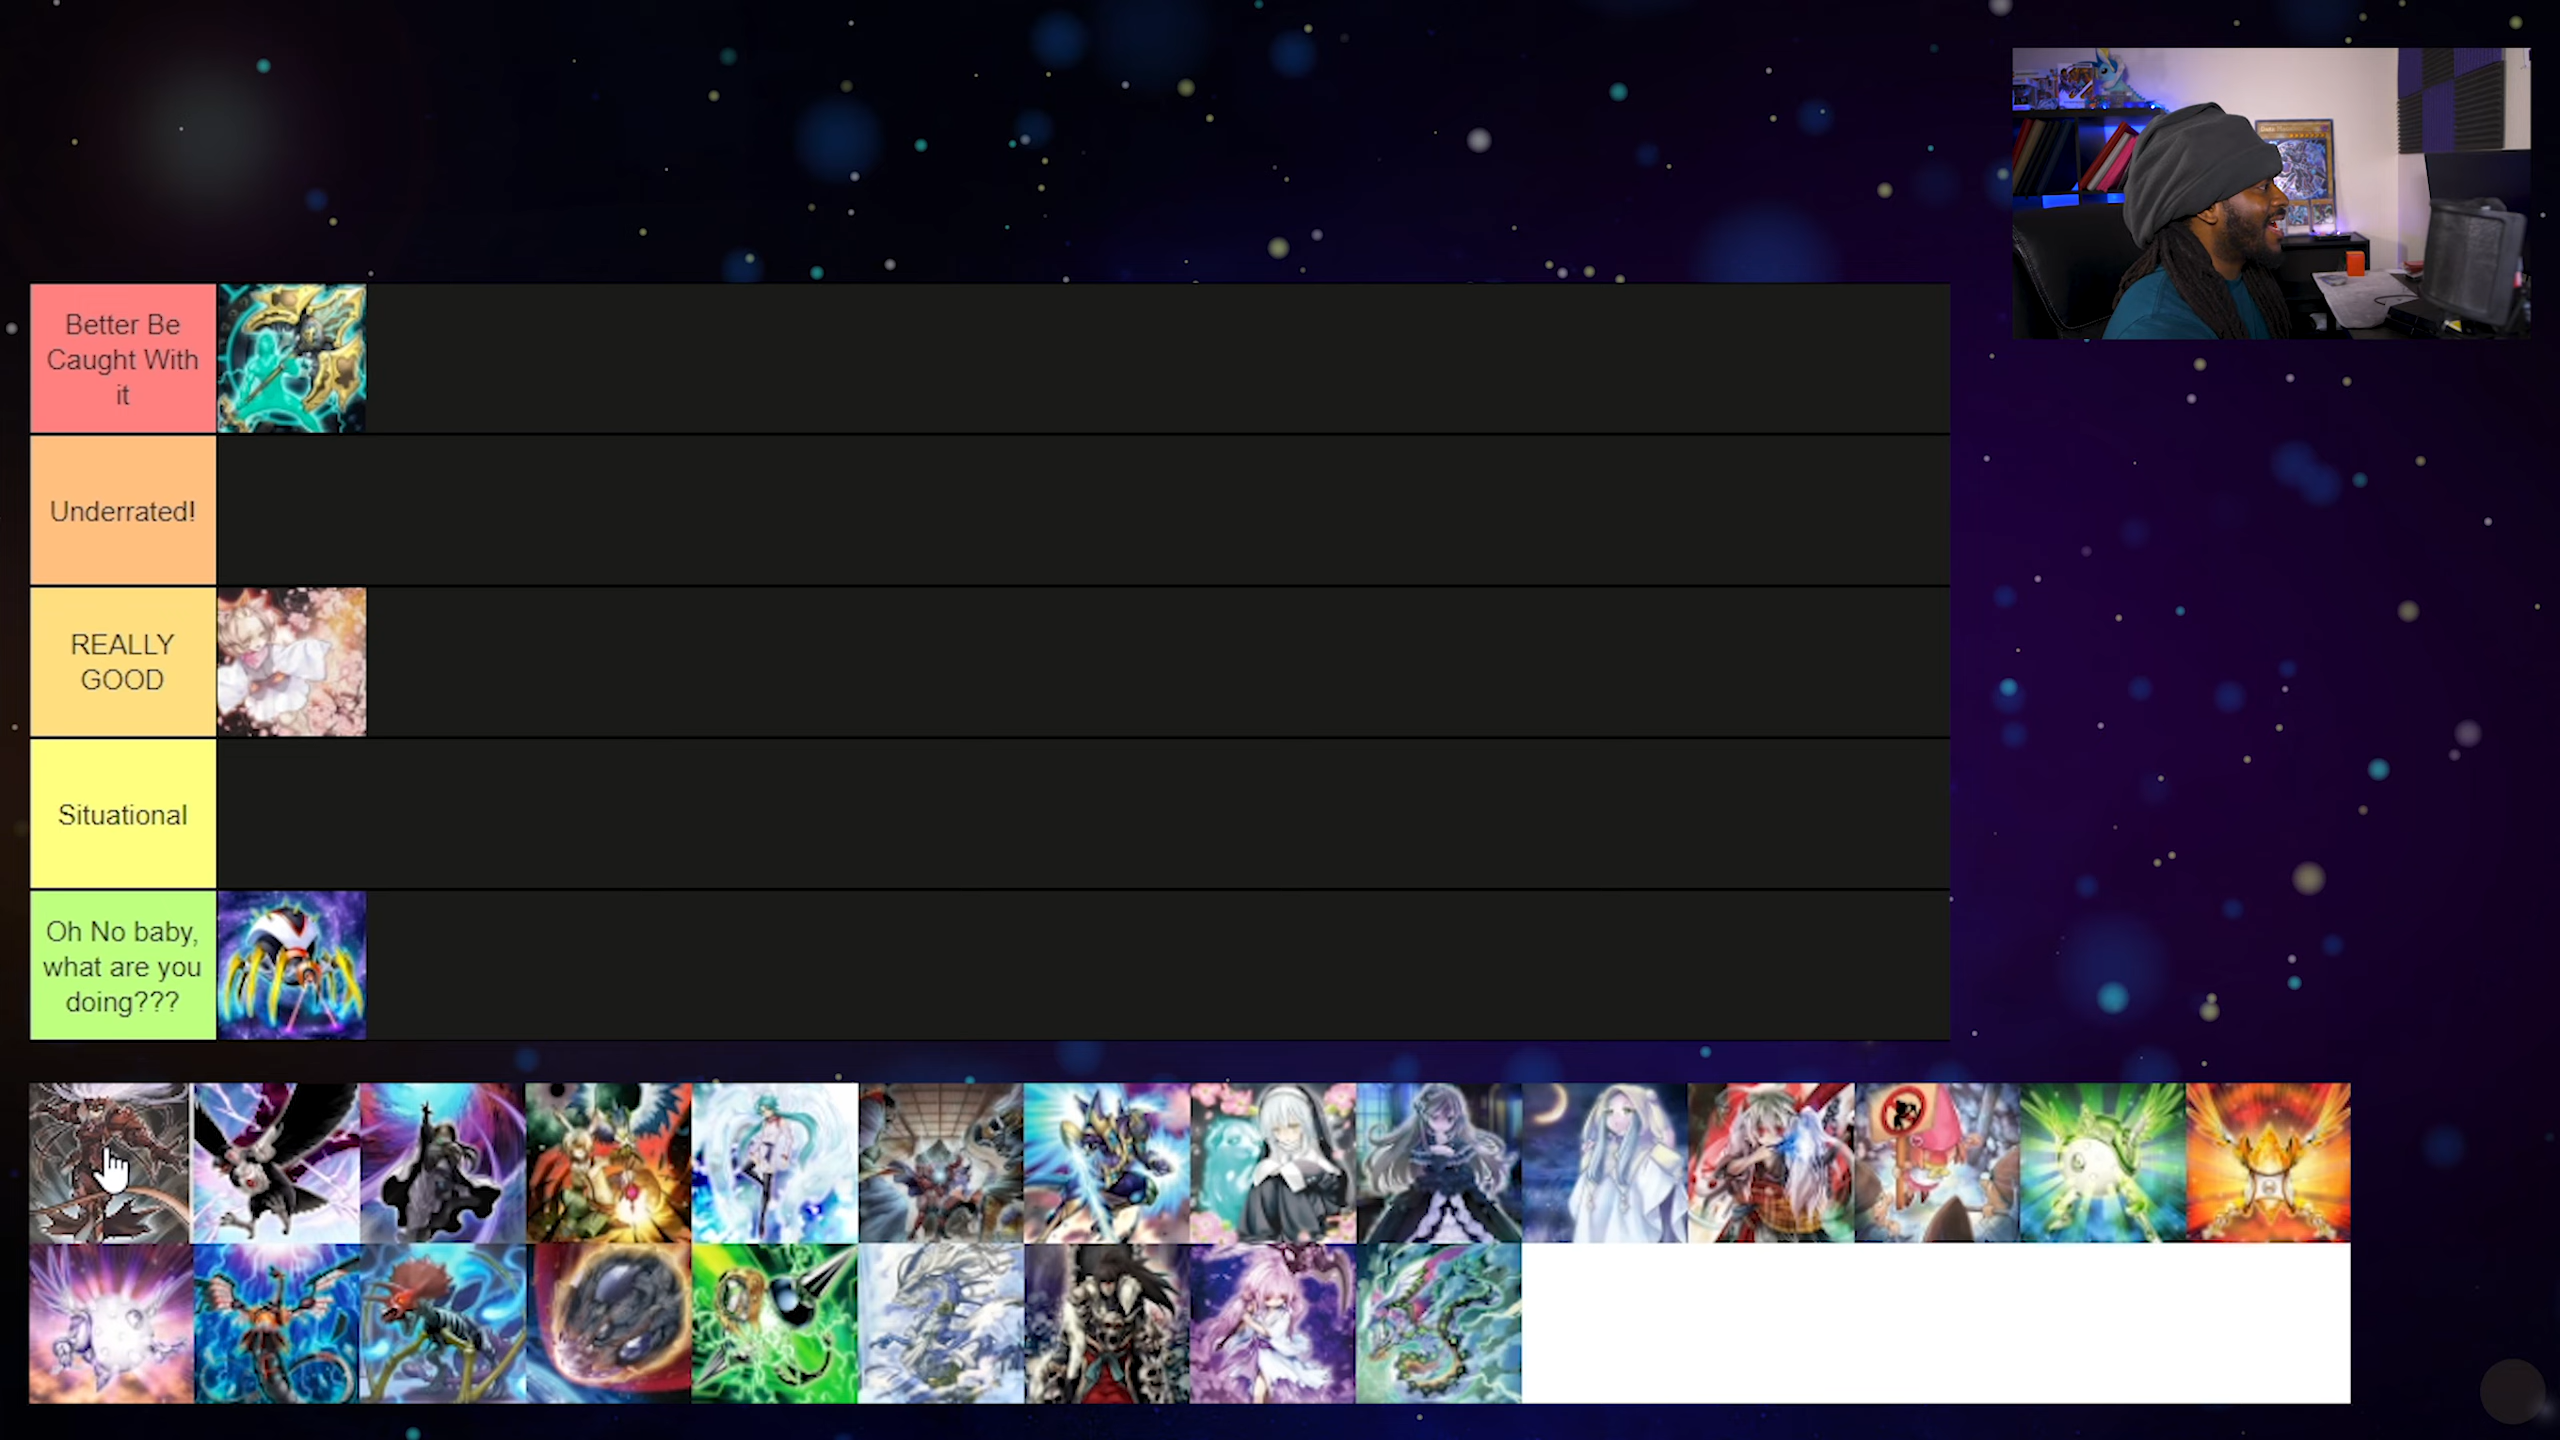 Better Be
Caught With
it
Underrated!
REALLY
GOOD
Situational
Oh No baby,
what are you
doing???